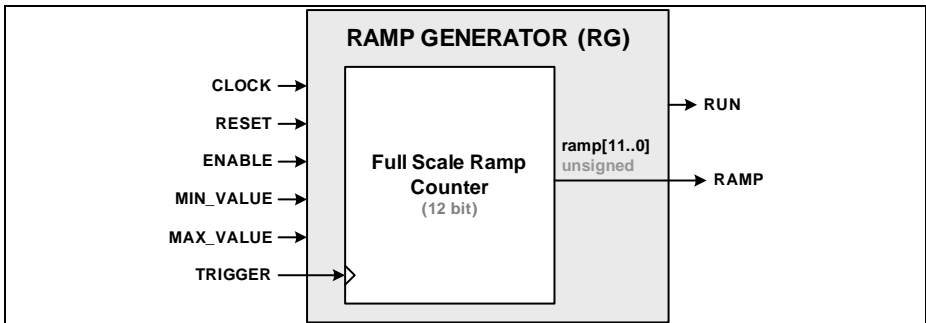 RAMP GENERATOR (RG)
CLOCK
RESET
ENABLE
MIN_VALUE
MAX_VALUE
TRIGGER
Full Scale Ramp
Counter
(12 bit)
ramp[11..0]
unsigned
RUN
RAMP